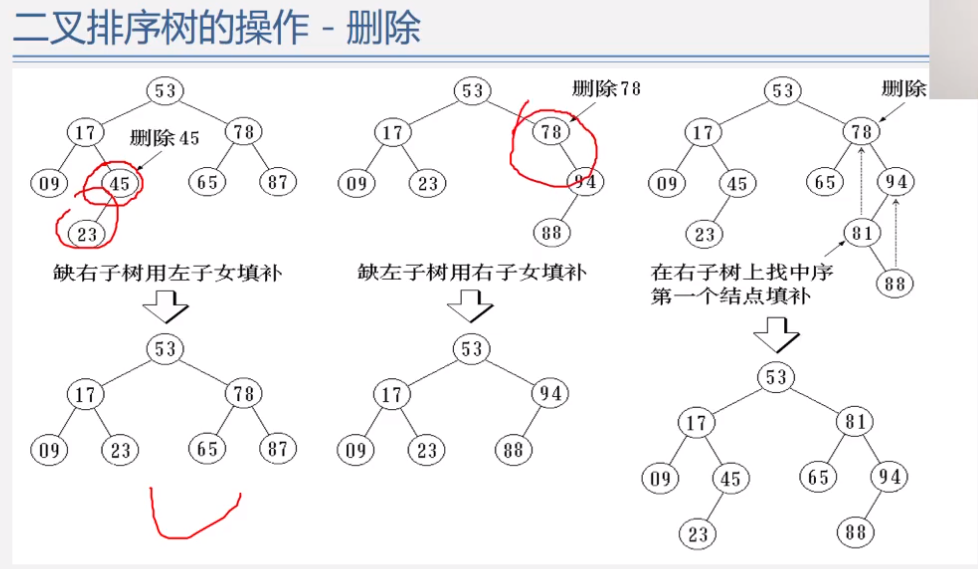 二叉排序树的操作 - 删除
53
17 删除 45 78
09 45 65 87
23
缺右子树用左子女填补
53
17 78
09 23 65 87
53 删除 78
17 78
09 23 94
88
缺左子树用右子女填补
53
17 94
09 23 88
53 删除
17 78
09 45 65 94
23 81
88
在右子树上找中序
第一个结点填补
53
17 81
09 45 65 94
23 88